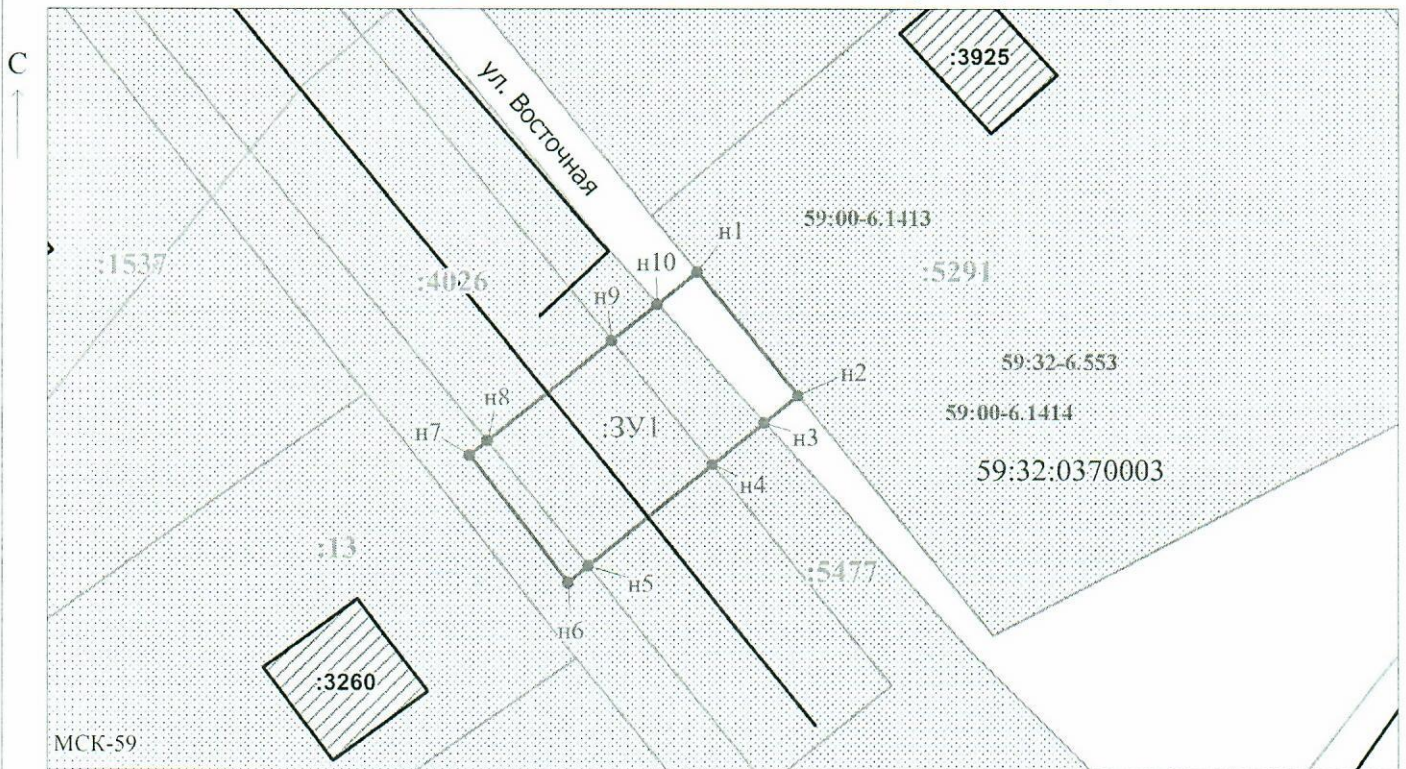 С
:3925
ул. Восточная
59:00-6.1413
н1
:1537
:4026
н10
:5291
н9
59:32-6.553
н2
н8
59:00-6.1414
:ЗУ1
н7
н3
59:32:0370003
н4
:13
:5477
н5
н6
:3260
МСК-59